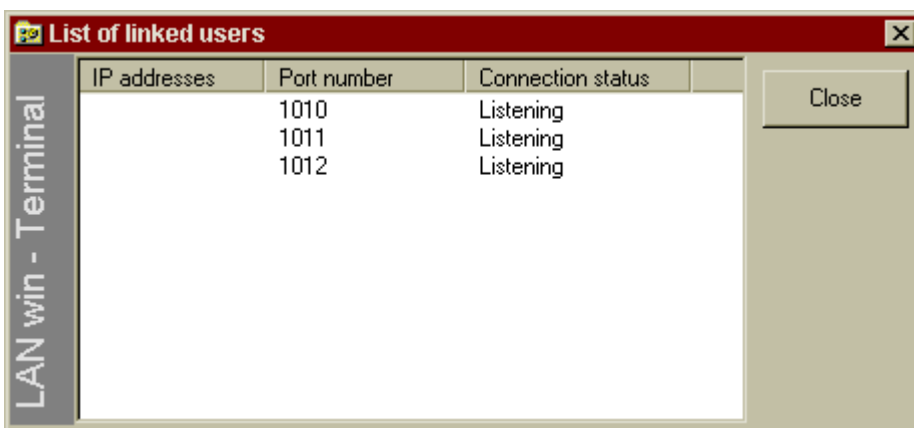 List of linked users
LAN win - Terminal
IP addresses Port number Connection status
1010 Listening
1011 Listening
1012 Listening
Close